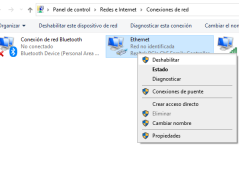 Panel de control › Redes e Internet › Conexiones de red
Organizar Deshabilitar este dispositivo de red Diagnosticar esta conexión Cambiar el nom
Conexión de red Bluetooth
No conectado
Bluetooth Device (Personal Area ...
Ethernet
Red no identificada
Deshabilitar
Estado
Diagnosticar
Conexiones de puente
Crear acceso directo
Eliminar
Cambiar nombre
Propiedades